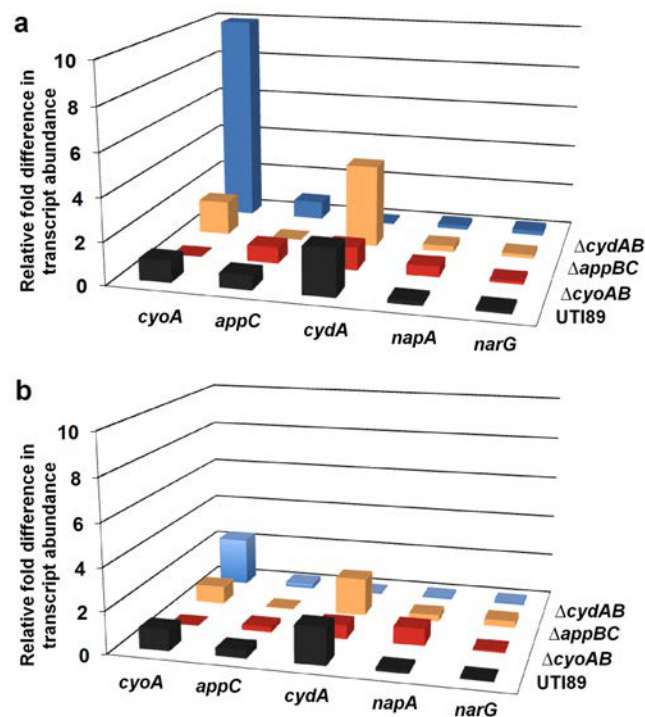 a
Relative fold difference in
transcript abundance
10
8
6
4
2
0
cyoA
appC
cydA
napA
narG
ΔcydAB
ΔappBC
ΔcyoAB
UTI89
b
Relative fold difference in
transcript abundance
10
8
6
4
2
0
cyoA
appC
cydA
napA
narG
ΔcydAB
ΔappBC
ΔcyoAB
UTI89